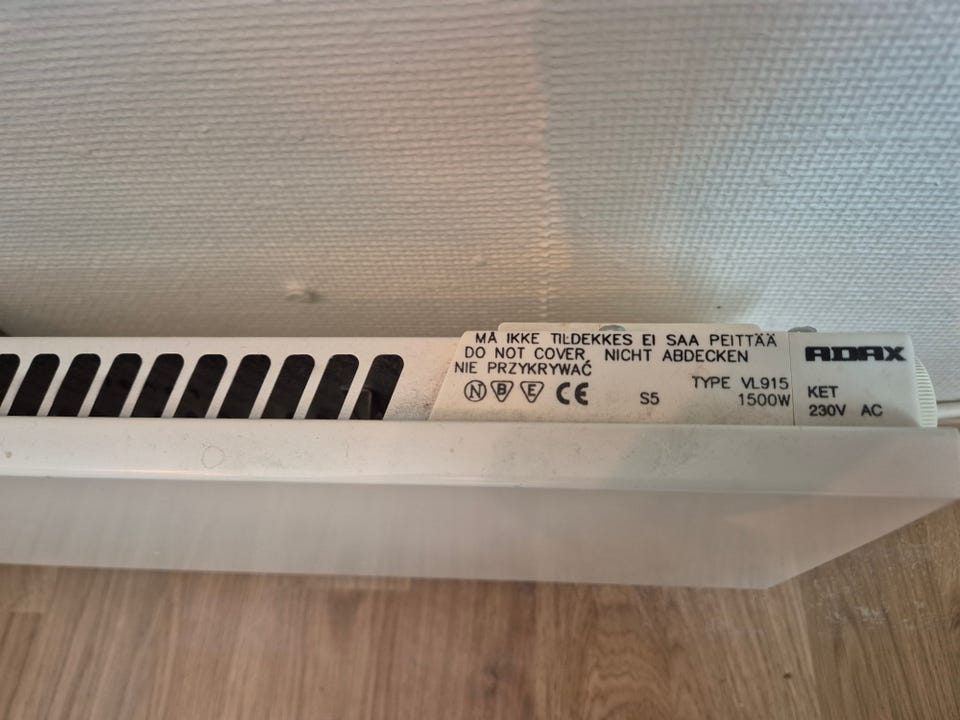 MÅ IKKE TILDEKKES EI SAA PEITTÄÄ
DO NOT COVER, NICHT ABDECKEN
NIE PRZYKRYWAĆ
N B E CE
S5
TYPE VL915
1500W
ADAX
KET
230V AC